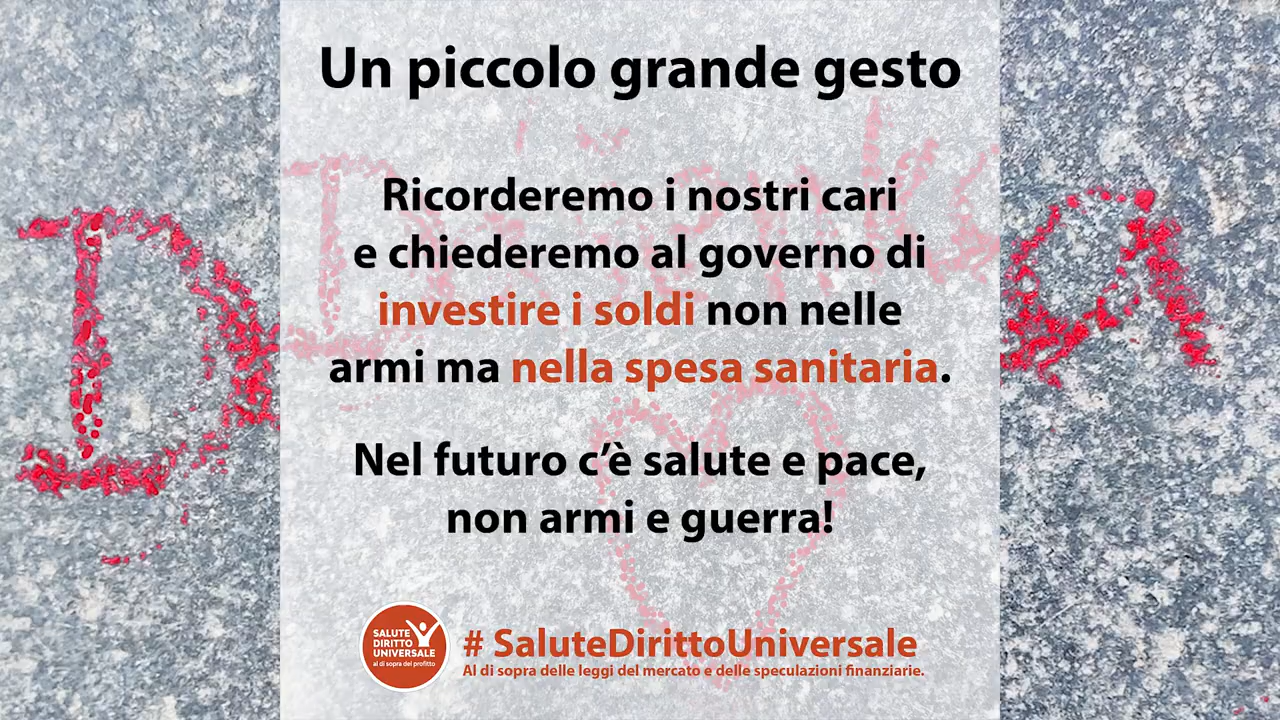 Un piccolo grande gesto
Ricorderemo i nostri cari
e chiederemo al governo di
investire i soldi non nelle
armi ma nella spesa sanitaria.
Nel futuro c’è salute e pace,
non armi e guerra!
SALUTE
DIRITTO
UNIVERSALE
al di sopra del profitto
# SaluteDirittoUniversale
Al di sopra delle leggi del mercato e delle speculazioni finanziarie.